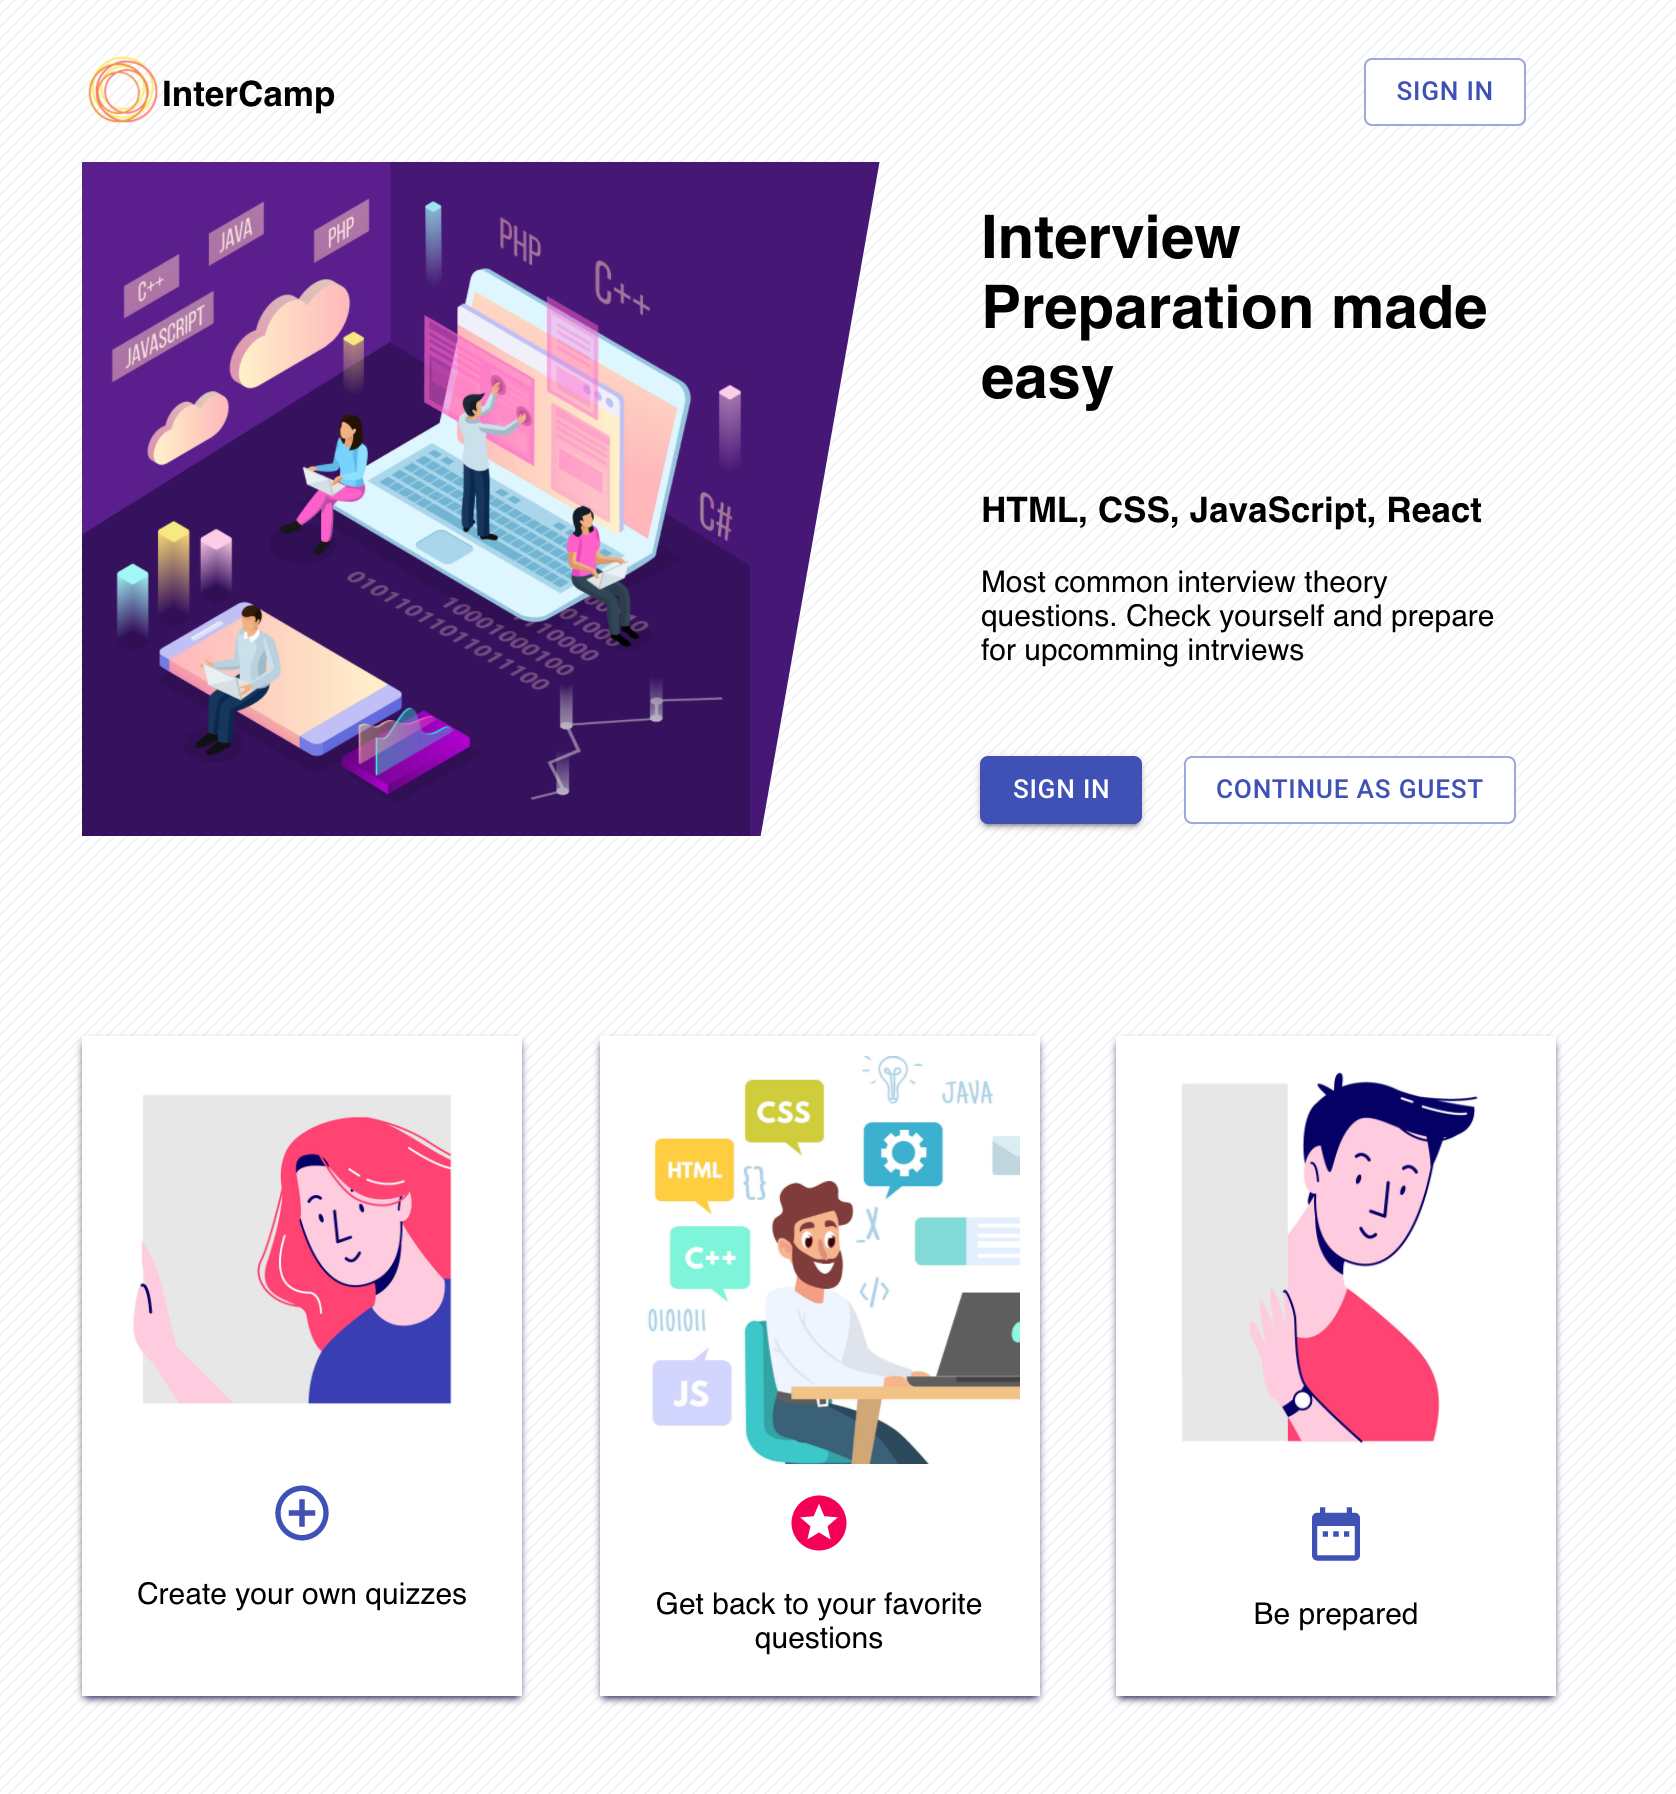 InterCamp
SIGN IN
JAVA
PHP
C++
JAVASCRIPT
PHP
C++
C#
Interview
Preparation made
easy
HTML, CSS, JavaScript, React
Most common interview theory
questions. Check yourself and prepare
for upcomming intrviews
SIGN IN
CONTINUE AS GUEST
CSS
JAVA
HTML
{}
C++
_X
</>
0101011
JS
Create your own quizzes
Get back to your favorite
questions
Be prepared